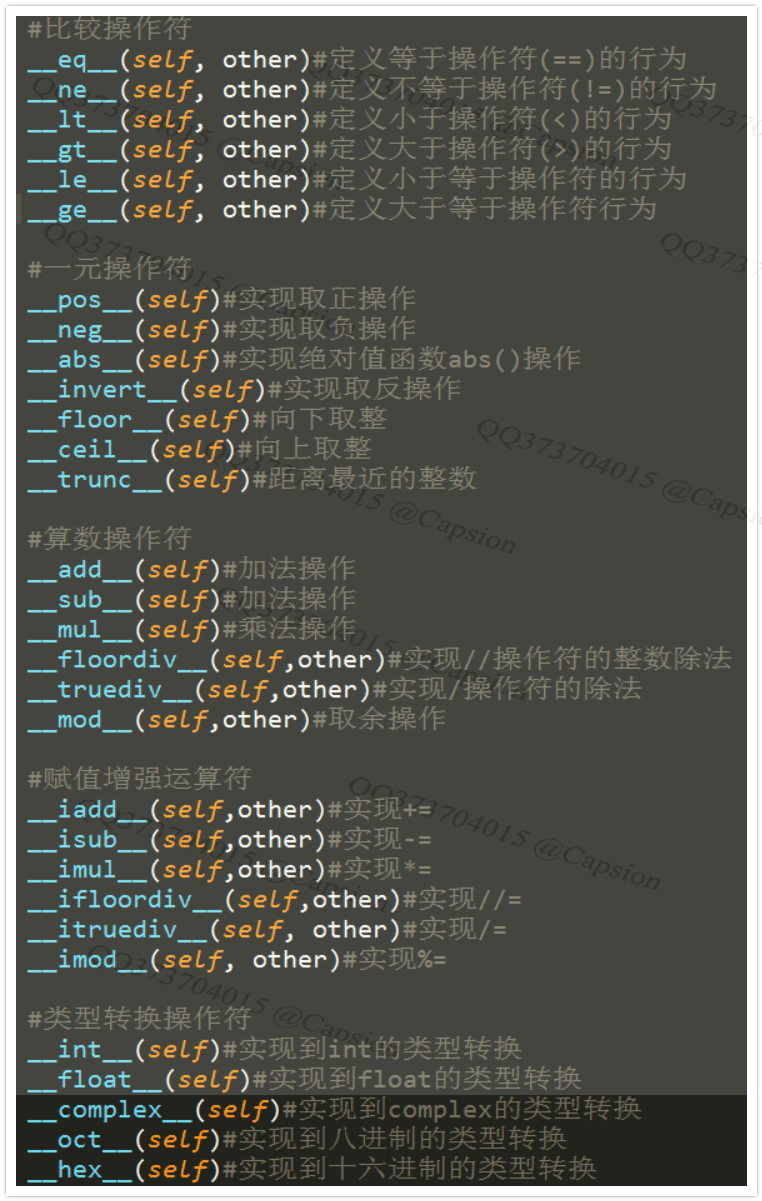 #比较操作符
__eq__(self, other)#定义等于操作符(==)的行为
__ne__(self, other)#定义不等于操作符(!=)的行为
__lt__(self, other)#定义小于操作符(<)的行为
__gt__(self, other)#定义大于操作符(>)的行为
__le__(self, other)#定义小于等于操作符的行为
__ge__(self, other)#定义大于等于操作符行为
#一元操作符
__pos__(self)#实现取正操作
__neg__(self)#实现取负操作
__abs__(self)#实现绝对值函数abs()操作
__invert__(self)#实现取反操作
__floor__(self)#向下取整
__ceil__(self)#向上取整
__trunc__(self)#距离最近的整数
#算数操作符
__add__(self)#加法操作
__sub__(self)#加法操作
__mul__(self)#乘法操作
__floordiv__(self,other)#实现//操作符的整数除法
__truediv__(self,other)#实现/操作符的除法
__mod__(self,other)#取余操作
#赋值增强运算符
__iadd__(self,other)#实现+=
__isub__(self,other)#实现-=
__imul__(self,other)#实现*=
__ifloordiv__(self,other)#实现//=
__itruediv__(self, other)#实现/=
__imod__(self, other)#实现%=
#类型转换操作符
__int__(self)#实现到int的类型转换
__float__(self)#实现到float的类型转换
__complex__(self)#实现到complex的类型转换
__oct__(self)#实现到八进制的类型转换
__hex__(self)#实现到十六进制的类型转换
QQ373704015 @Capsion